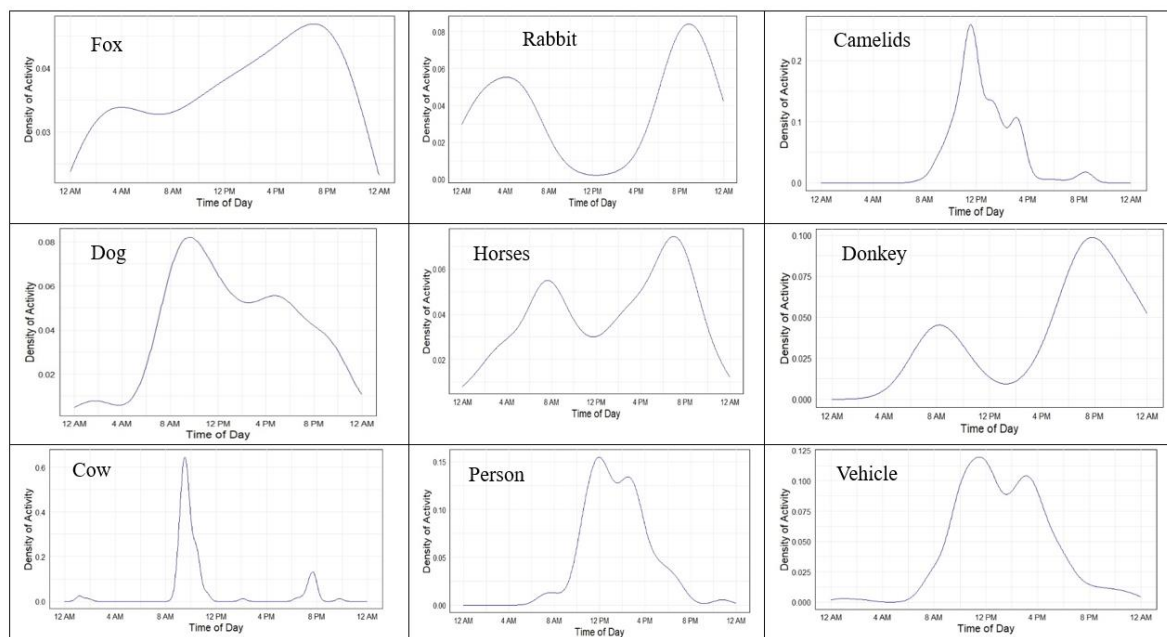 Fox
Density of Activity
0.04
0.03
12 AM 4 AM 8 AM 12 PM 4 PM 8 PM 12 AM
Time of Day
Rabbit
Density of Activity
0.08
0.06
0.04
0.02
0.00
12 AM 4 AM 8 AM 12 PM 4 PM 8 PM 12 AM
Time of Day
Camelids
Density of Activity
0.2
0.1
0.0
12 AM 4 AM 8 AM 12 PM 4 PM 8 PM 12 AM
Time of Day
Dog
Density of Activity
0.08
0.06
0.04
0.02
12 AM 4 AM 8 AM 12 PM 4 PM 8 PM 12 AM
Time of Day
Horses
Density of Activity
0.06
0.04
0.02
12 AM 4 AM 8 AM 12 PM 4 PM 8 PM 12 AM
Time of Day
Donkey
Density of Activity
0.100
0.075
0.050
0.025
0.000
12 AM 4 AM 8 AM 12 PM 4 PM 8 PM 12 AM
Time of Day
Cow
Density of Activity
0.6
0.4
0.2
0.0
12 AM 4 AM 8 AM 12 PM 4 PM 8 PM 12 AM
Time of Day
Person
Density of Activity
0.15
0.10
0.05
0.00
12 AM 4 AM 8 AM 12 PM 4 PM 8 PM 12 AM
Time of Day
Vehicle
Density of Activity
0.125
0.100
0.075
0.050
0.025
0.000
12 AM 4 AM 8 AM 12 PM 4 PM 8 PM 12 AM
Time of Day